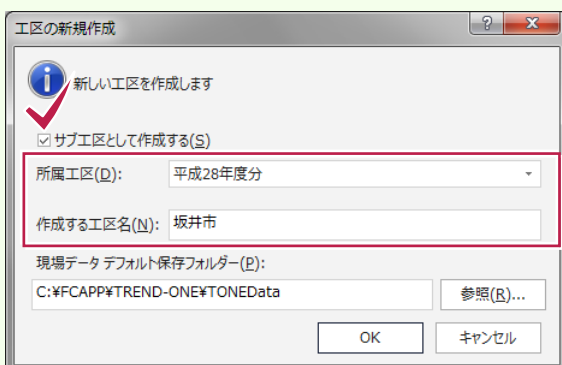 工区の新規作成
新しい工区を作成します
サブ工区として作成する(S)
所属工区(D): 平成28年度分
作成する工区名(N): 坂井市
現場データ デフォルト保存フォルダー(P):
C:¥FCAPP¥TREND-ONE¥TONEData 参照(R)...
OK キャンセル